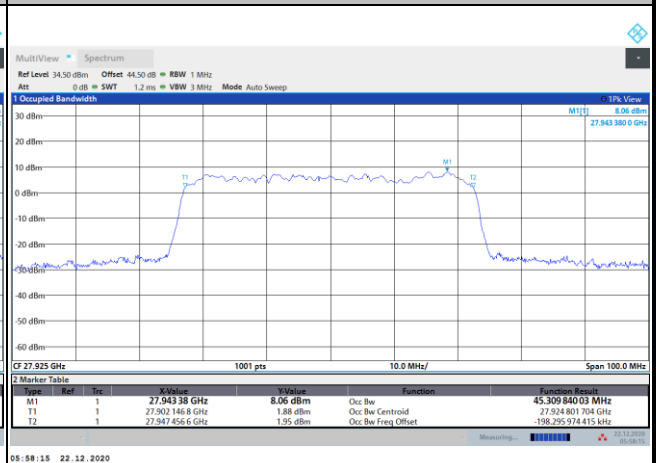 MultiView Spectrum
Ref Level 34.50 dBm Offset 44.50 dB RBW 1 MHz
Att 0 dB SWT 1.2 ms VBW 3 MHz Mode Auto Sweep
1 Occupied Bandwidth 1Pk View
M1[1] 8.06 dBm
27.943 380 0 GHz
30 dBm
20 dBm
10 dBm
M1
T1
T2
0 dBm
-10 dBm
-20 dBm
-30 dBm
-40 dBm
-50 dBm
-60 dBm
CF 27.925 GHz 1001 pts 10.0 MHz/ Span 100.0 MHz
2 Marker Table
Type Ref Trc X-Value Y-Value Function Function Result
M1 1 27.943 38 GHz 8.06 dBm Occ Bw 45.309 840 03 MHz
T1 1 27.902 146 8 GHz 1.88 dBm Occ Bw Centroid 27.924 801 704 GHz
T2 1 27.947 456 6 GHz 1.95 dBm Occ Bw Freq Offset -198.295 974 415 kHz
Measuring... 22.12.2020
05:58:15
05:58:15 22.12.2020